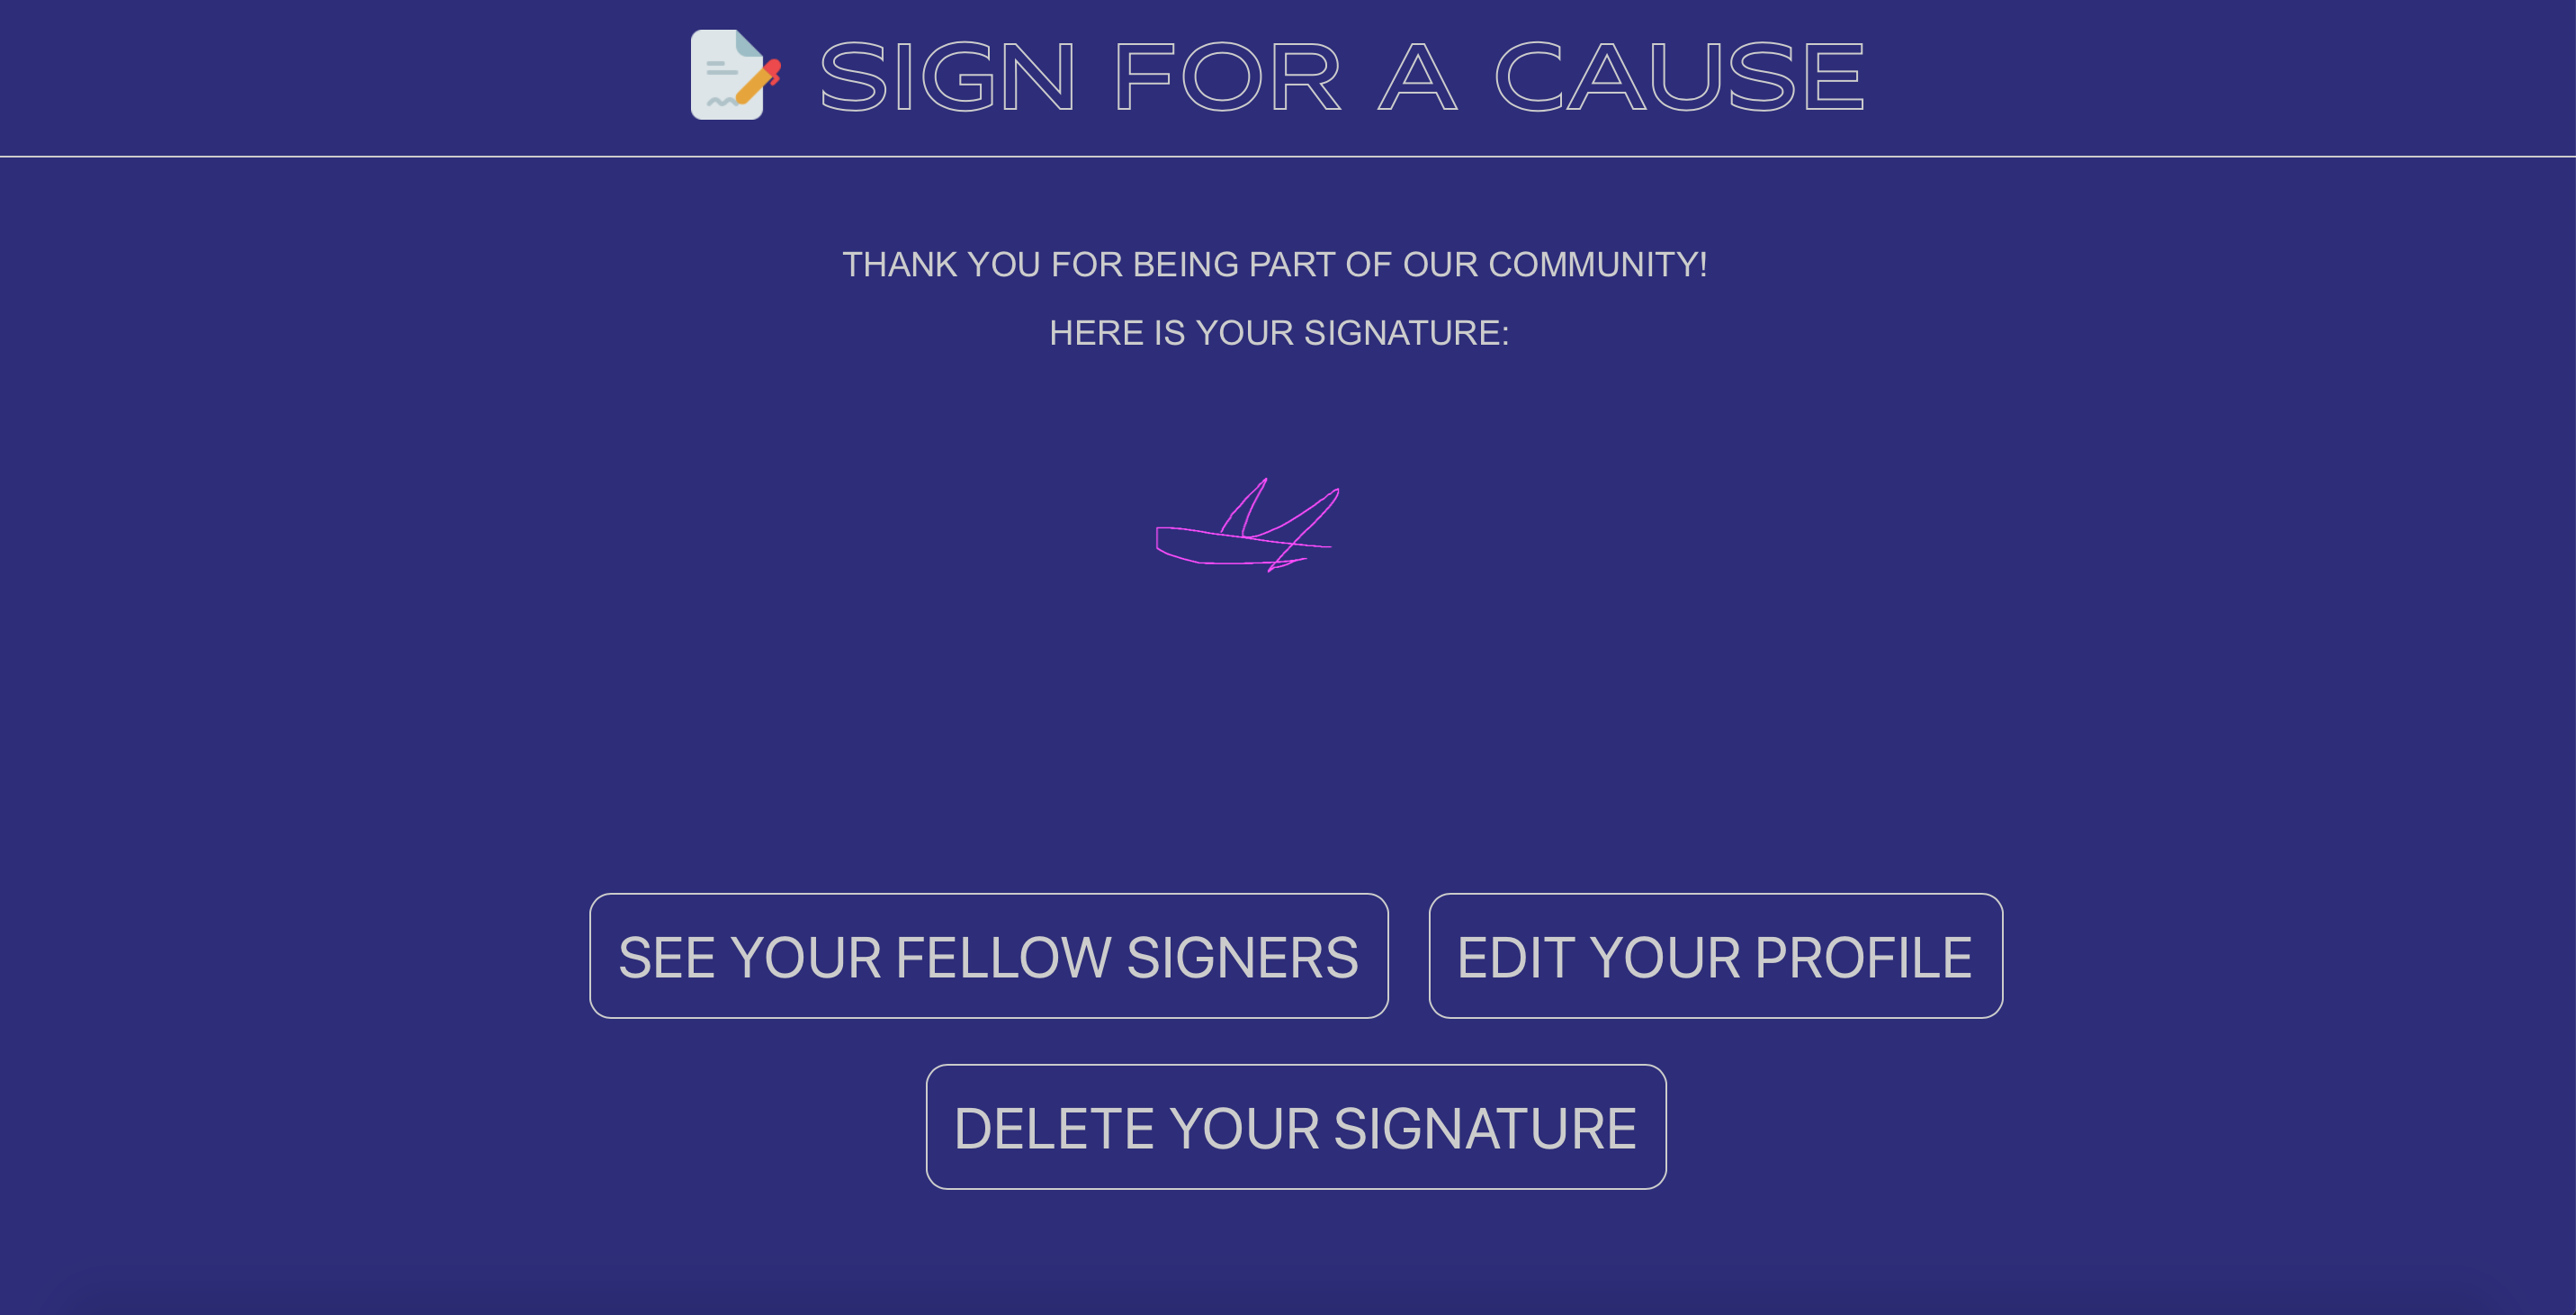 SIGN FOR A CAUSE
THANK YOU FOR BEING PART OF OUR COMMUNITY!
HERE IS YOUR SIGNATURE:
SEE YOUR FELLOW SIGNERS
EDIT YOUR PROFILE
DELETE YOUR SIGNATURE